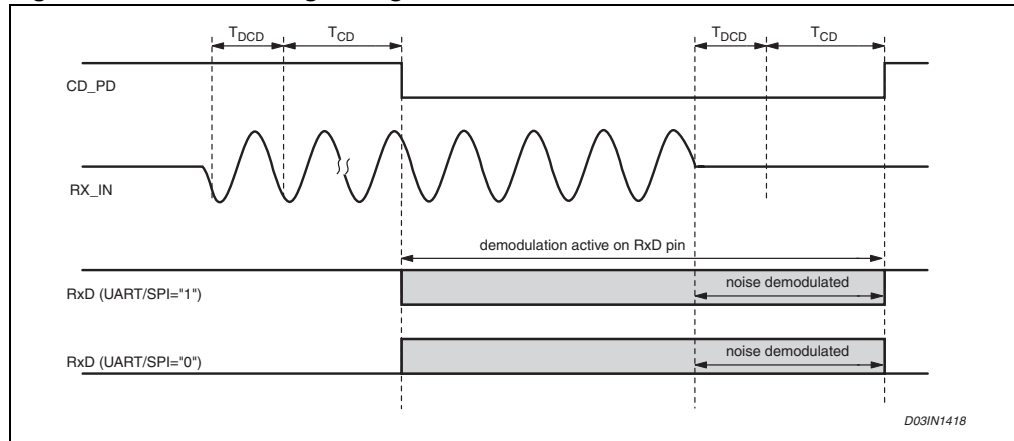 T_DCD T_CD T_DCD T_CD
CD_PD
RX_IN
demodulation active on RxD pin
RxD (UART/SPI="1") noise demodulated
RxD (UART/SPI="0") noise demodulated
D03IN1418